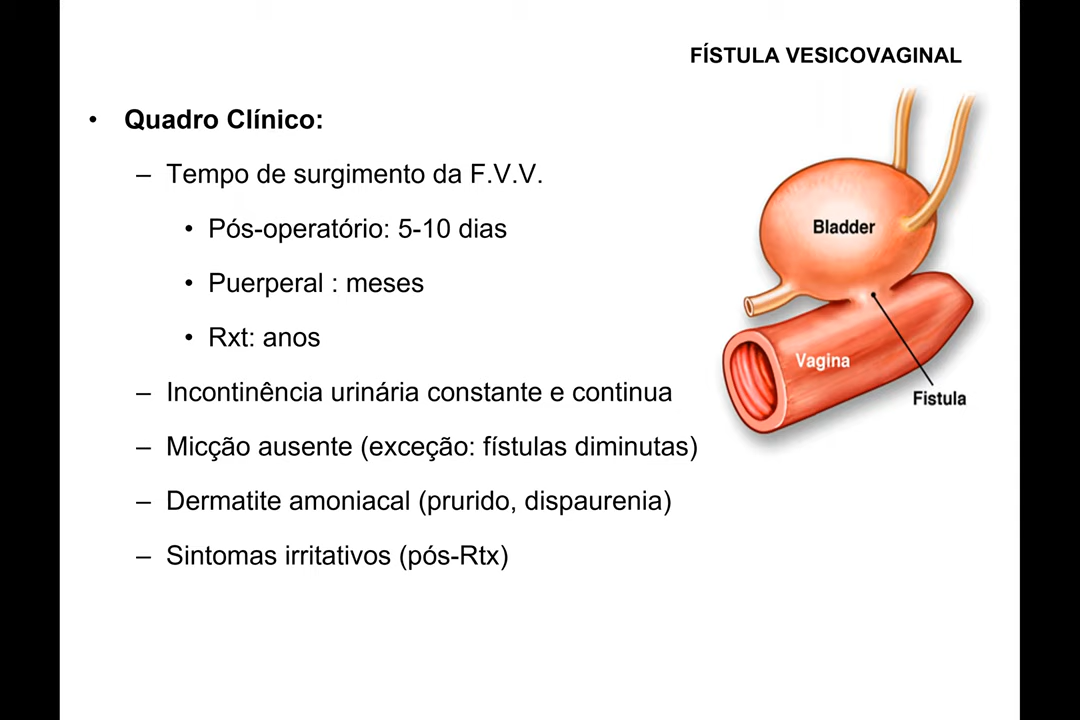 FÍSTULA VESICOVAGINAL
• Quadro Clínico:
– Tempo de surgimento da F.V.V.
• Pós-operatório: 5-10 dias
• Puerperal : meses
• Rxt: anos
– Incontinência urinária constante e continua
– Micção ausente (exceção: fístulas diminutas)
– Dermatite amoniacal (prurido, dispaurenia)
– Sintomas irritativos (pós-Rtx)
Bladder
Vagina
Fistula